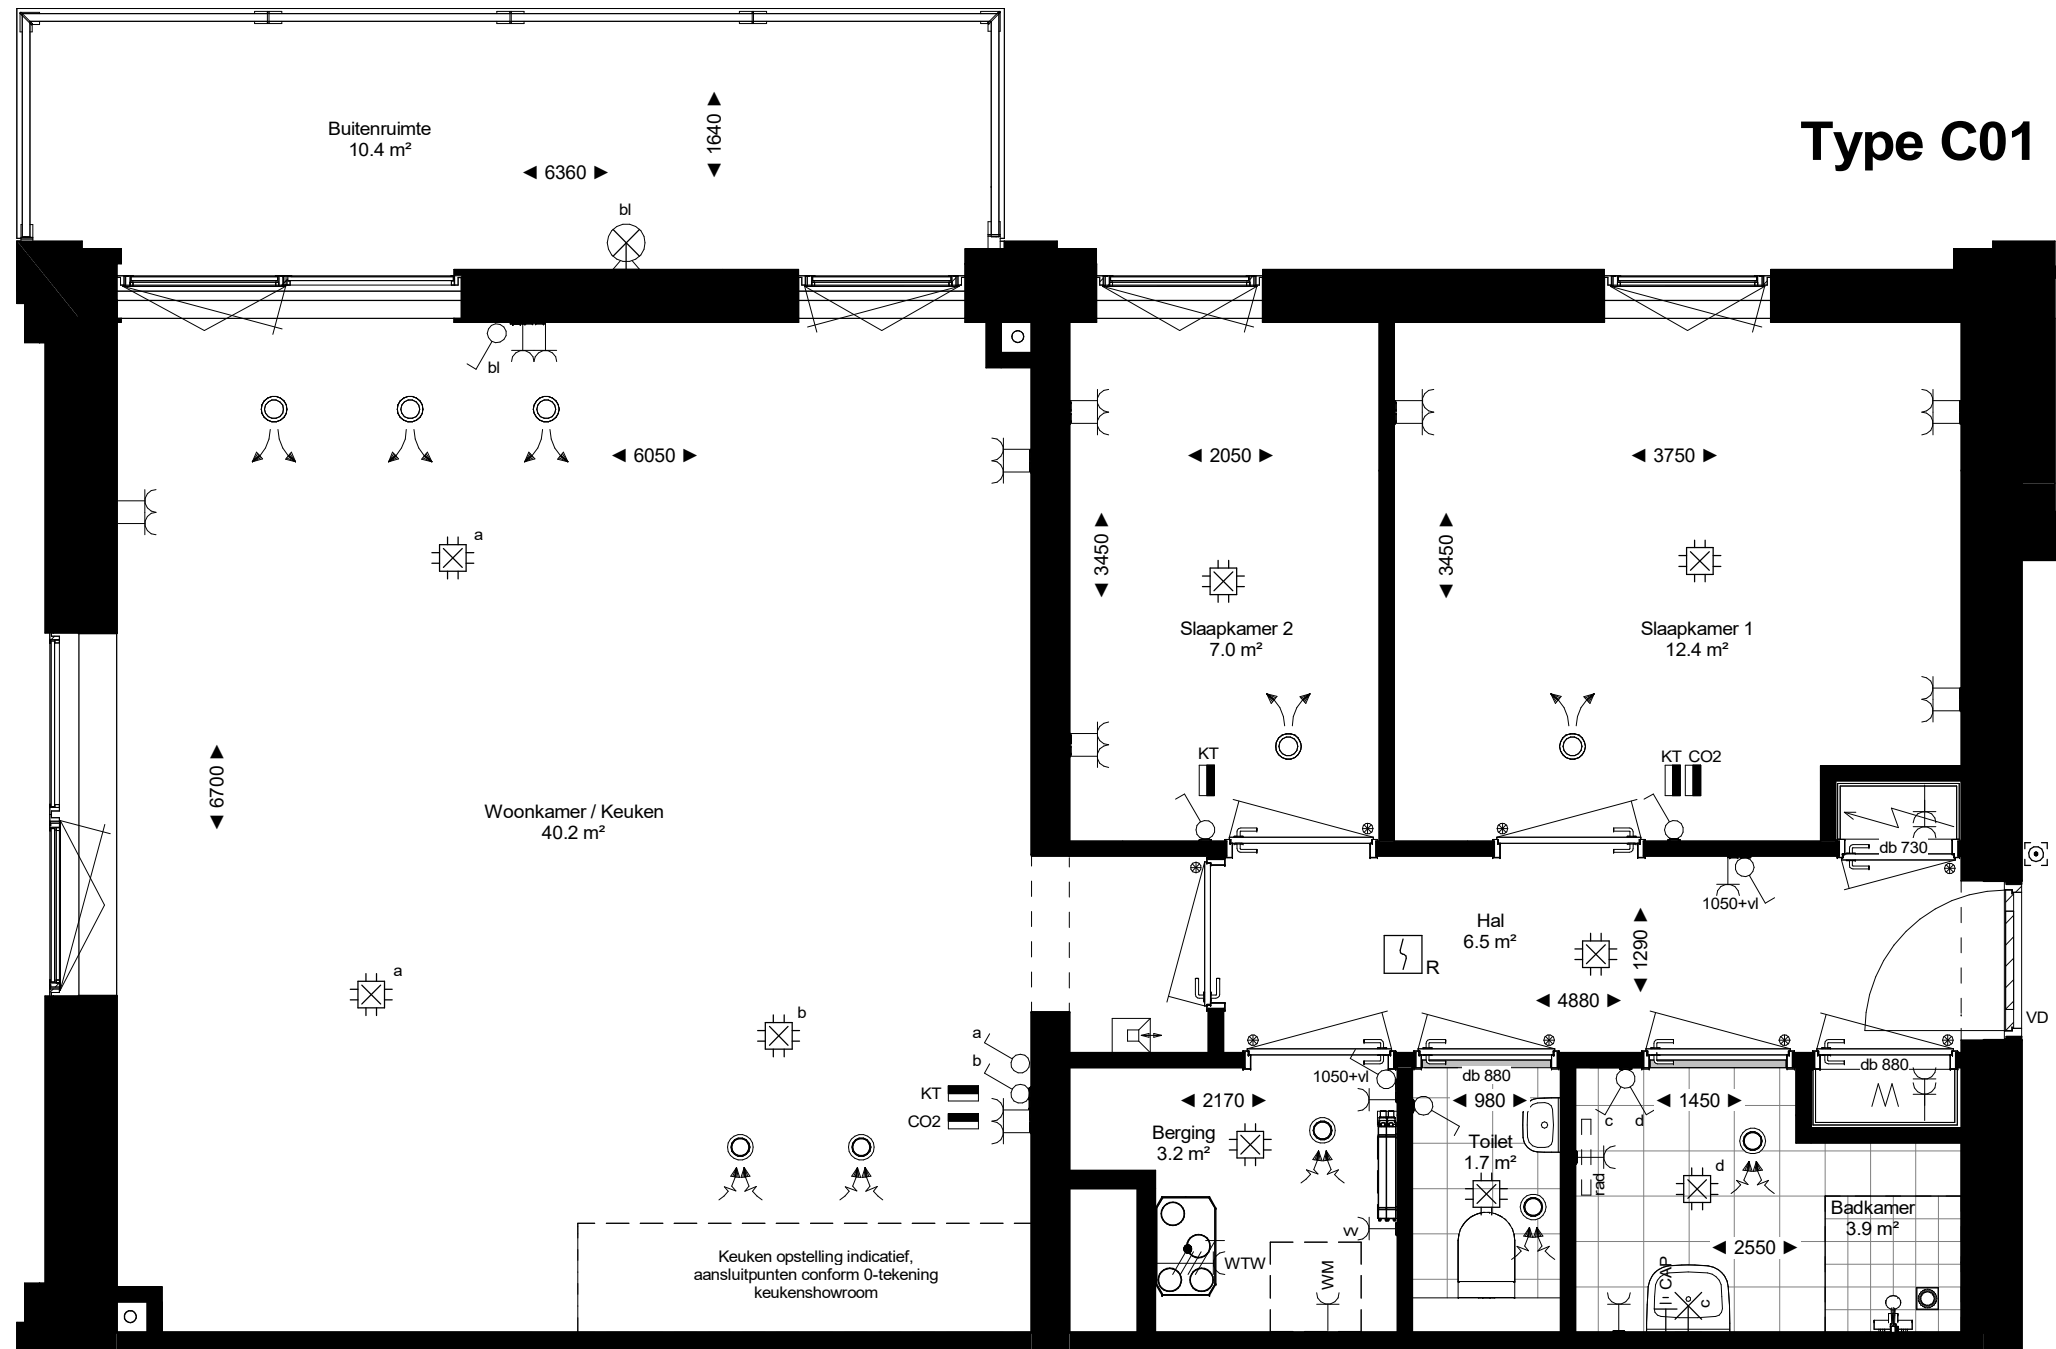 Type C01
Buitenruimte
10.4 m²
6360
1640
bl
bl
6050
2050
3750
3450
3450
a
Slaapkamer 2
7.0 m²
Slaapkamer 1
12.4 m²
KT
KT CO2
6700
Woonkamer / Keuken
40.2 m²
db 730
1050+vl
Hal
6.5 m²
1290
R
4880
VD
a
b
a
b
KT
CO2
1050+vl
db 880
db 880
2170
980
1450
c d
Berging
3.2 m²
Toilet
1.7 m²
d
rad
Badkamer
3.9 m²
vv
2550
WTW
WM
CAP
c
Keuken opstelling indicatief,
aansluitpunten conform 0-tekening
keukenshowroom